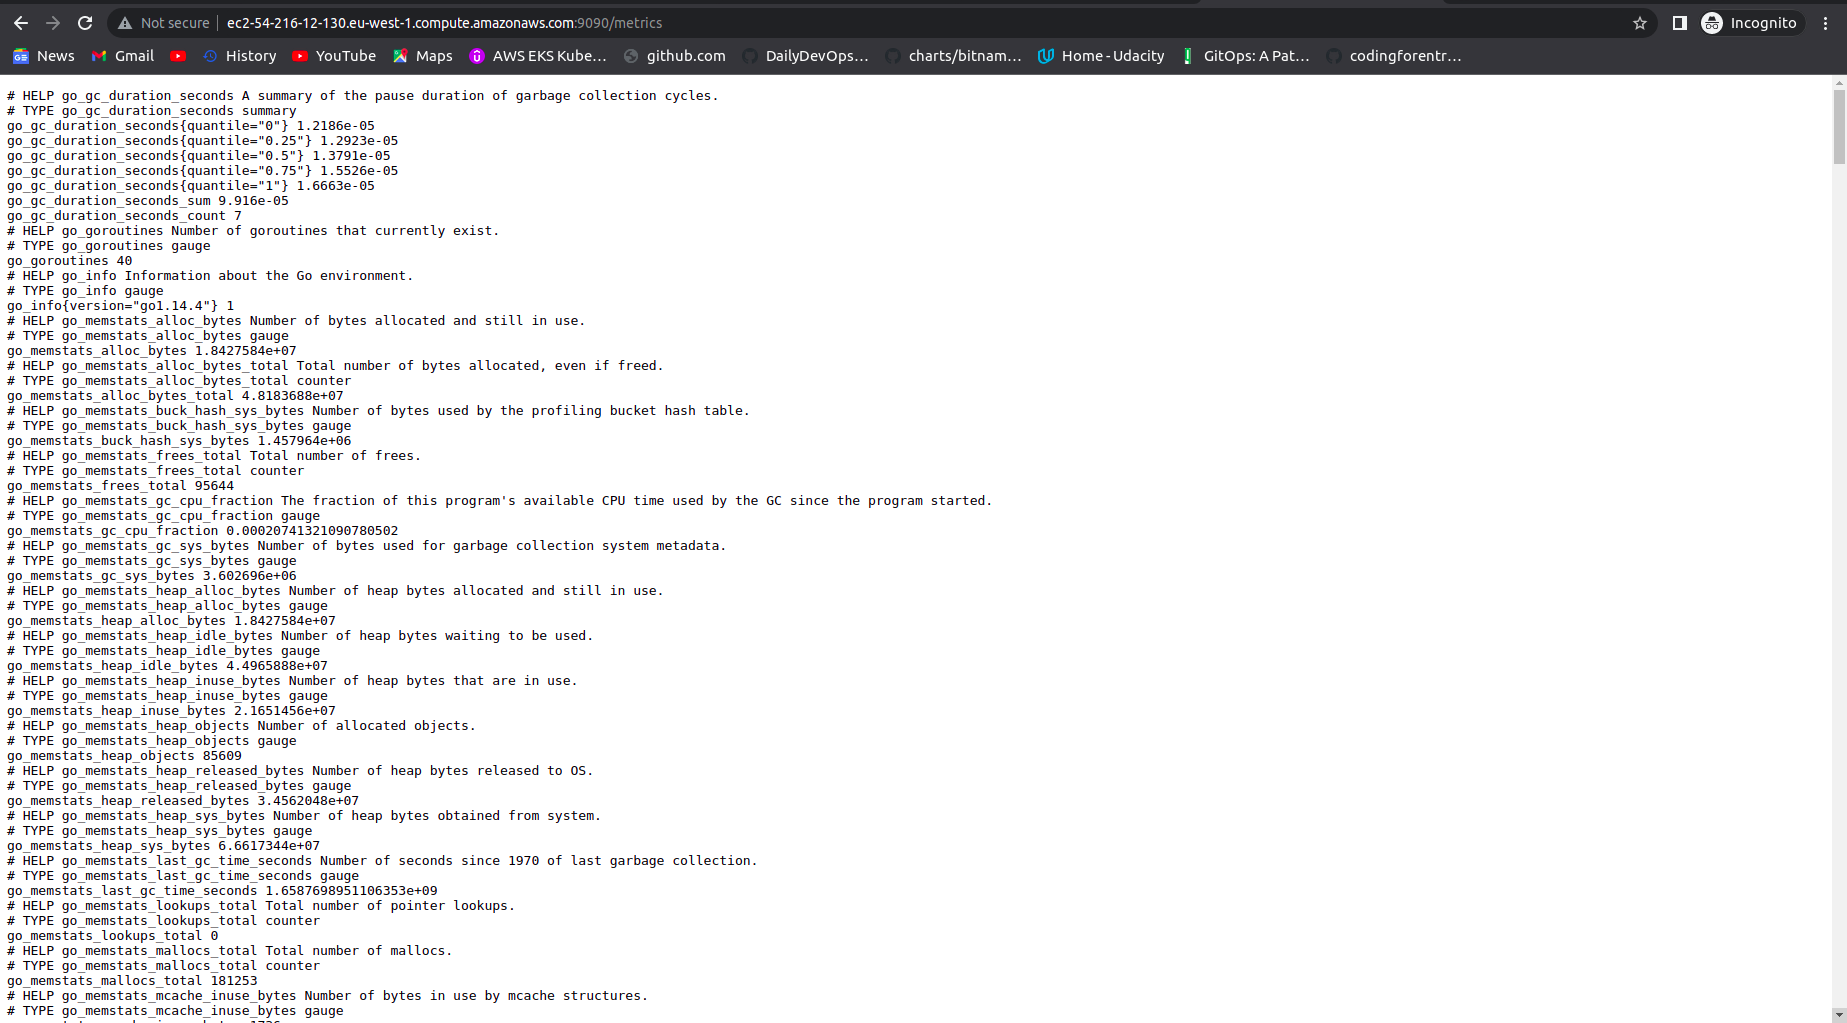 Not secure ec2-54-216-12-130.eu-west-1.compute.amazonaws.com:9090/metrics Incognito
News Gmail History YouTube Maps AWS EKS Kube... github.com DailyDevOps... charts/bitnam... Home - Udacity GitOps: A Pat... codingforentr...
# HELP go_gc_duration_seconds A summary of the pause duration of garbage collection cycles.
# TYPE go_gc_duration_seconds summary
go_gc_duration_seconds{quantile="0"} 1.2186e-05
go_gc_duration_seconds{quantile="0.25"} 1.2923e-05
go_gc_duration_seconds{quantile="0.5"} 1.3791e-05
go_gc_duration_seconds{quantile="0.75"} 1.5526e-05
go_gc_duration_seconds{quantile="1"} 1.6663e-05
go_gc_duration_seconds_sum 9.916e-05
go_gc_duration_seconds_count 7
# HELP go_goroutines Number of goroutines that currently exist.
# TYPE go_goroutines gauge
go_goroutines 40
# HELP go_info Information about the Go environment.
# TYPE go_info gauge
go_info{version="go1.14.4"} 1
# HELP go_memstats_alloc_bytes Number of bytes allocated and still in use.
# TYPE go_memstats_alloc_bytes gauge
go_memstats_alloc_bytes 1.8427584e+07
# HELP go_memstats_alloc_bytes_total Total number of bytes allocated, even if freed.
# TYPE go_memstats_alloc_bytes_total counter
go_memstats_alloc_bytes_total 4.8183688e+07
# HELP go_memstats_buck_hash_sys_bytes Number of bytes used by the profiling bucket hash table.
# TYPE go_memstats_buck_hash_sys_bytes gauge
go_memstats_buck_hash_sys_bytes 1.457964e+06
# HELP go_memstats_frees_total Total number of frees.
# TYPE go_memstats_frees_total counter
go_memstats_frees_total 95644
# HELP go_memstats_gc_cpu_fraction The fraction of this program's available CPU time used by the GC since the program started.
# TYPE go_memstats_gc_cpu_fraction gauge
go_memstats_gc_cpu_fraction 0.00020741321090780502
# HELP go_memstats_gc_sys_bytes Number of bytes used for garbage collection system metadata.
# TYPE go_memstats_gc_sys_bytes gauge
go_memstats_gc_sys_bytes 3.602696e+06
# HELP go_memstats_heap_alloc_bytes Number of heap bytes allocated and still in use.
# TYPE go_memstats_heap_alloc_bytes gauge
go_memstats_heap_alloc_bytes 1.8427584e+07
# HELP go_memstats_heap_idle_bytes Number of heap bytes waiting to be used.
# TYPE go_memstats_heap_idle_bytes gauge
go_memstats_heap_idle_bytes 4.4965888e+07
# HELP go_memstats_heap_inuse_bytes Number of heap bytes that are in use.
# TYPE go_memstats_heap_inuse_bytes gauge
go_memstats_heap_inuse_bytes 2.1651456e+07
# HELP go_memstats_heap_objects Number of allocated objects.
# TYPE go_memstats_heap_objects gauge
go_memstats_heap_objects 85609
# HELP go_memstats_heap_released_bytes Number of heap bytes released to OS.
# TYPE go_memstats_heap_released_bytes gauge
go_memstats_heap_released_bytes 3.4562048e+07
# HELP go_memstats_heap_sys_bytes Number of heap bytes obtained from system.
# TYPE go_memstats_heap_sys_bytes gauge
go_memstats_heap_sys_bytes 6.6617344e+07
# HELP go_memstats_last_gc_time_seconds Number of seconds since 1970 of last garbage collection.
# TYPE go_memstats_last_gc_time_seconds gauge
go_memstats_last_gc_time_seconds 1.6587698951106353e+09
# HELP go_memstats_lookups_total Total number of pointer lookups.
# TYPE go_memstats_lookups_total counter
go_memstats_lookups_total 0
# HELP go_memstats_mallocs_total Total number of mallocs.
# TYPE go_memstats_mallocs_total counter
go_memstats_mallocs_total 181253
# HELP go_memstats_mcache_inuse_bytes Number of bytes in use by mcache structures.
# TYPE go_memstats_mcache_inuse_bytes gauge